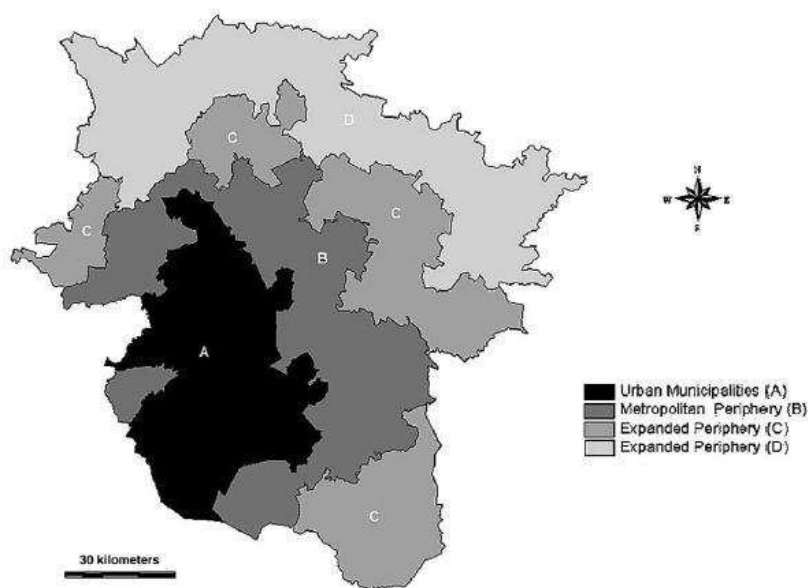 C
D
C
C
B
A
C
N
W E
S
Urban Municipalities (A)
Metropolitan Periphery (B)
Expanded Periphery (C)
Expanded Periphery (D)
30 kilometers